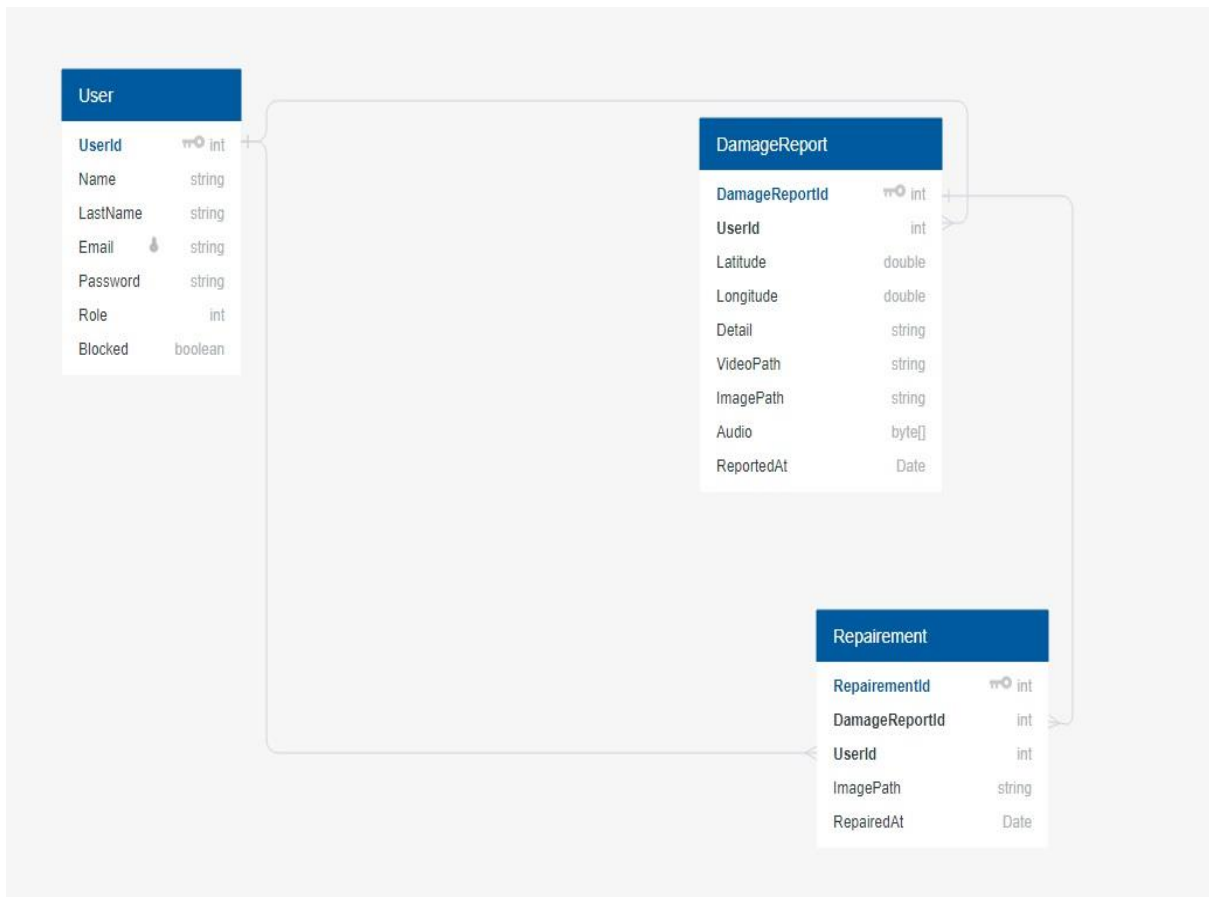 User
UserId int
Name string
LastName string
Email string
Password string
Role int
Blocked boolean
DamageReport
DamageReportId int
UserId int
Latitude double
Longitude double
Detail string
VideoPath string
ImagePath string
Audio byte[]
ReportedAt Date
Repairement
RepairementId int
DamageReportId int
UserId int
ImagePath string
RepairedAt Date